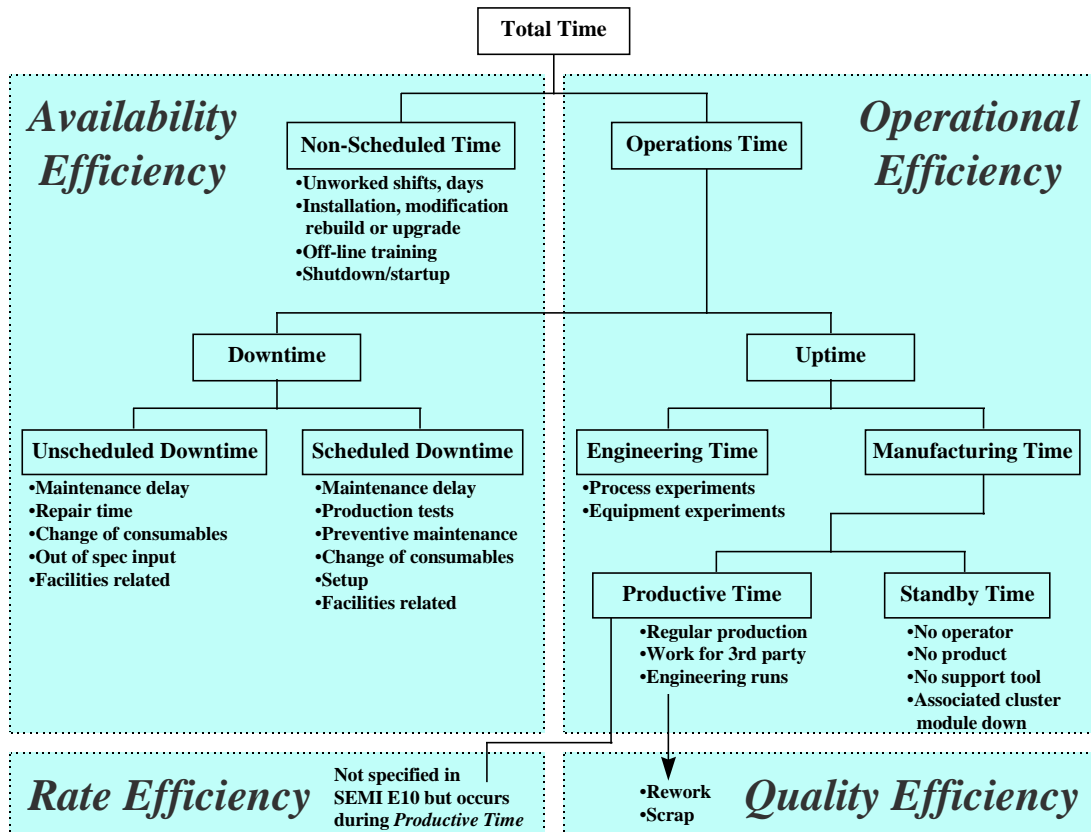 Total Time
Availability
Efficiency
Operational
Efficiency
Non-Scheduled Time
•Unworked shifts, days
•Installation, modification
rebuild or upgrade
•Off-line training
•Shutdown/startup
Operations Time
Downtime
Uptime
Unscheduled Downtime
•Maintenance delay
•Repair time
•Change of consumables
•Out of spec input
•Facilities related
Scheduled Downtime
•Maintenance delay
•Production tests
•Preventive maintenance
•Change of consumables
•Setup
•Facilities related
Engineering Time
•Process experiments
•Equipment experiments
Manufacturing Time
Productive Time
•Regular production
•Work for 3rd party
•Engineering runs
Standby Time
•No operator
•No product
•No support tool
•Associated cluster
module down
Rate Efficiency
Not specified in
SEMI E10 but occurs
during Productive Time
•Rework
•Scrap
Quality Efficiency